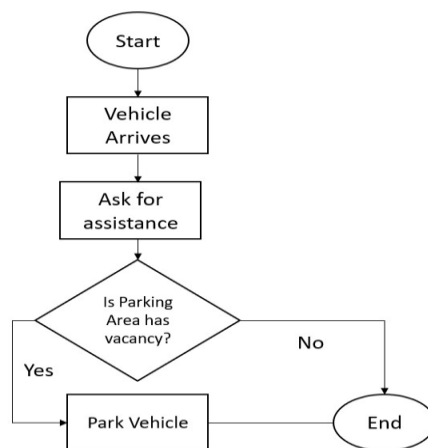 Start
Vehicle
Arrives
Ask for
assistance
Is Parking
Area has
vacancy?
No
Yes
Park Vehicle
End